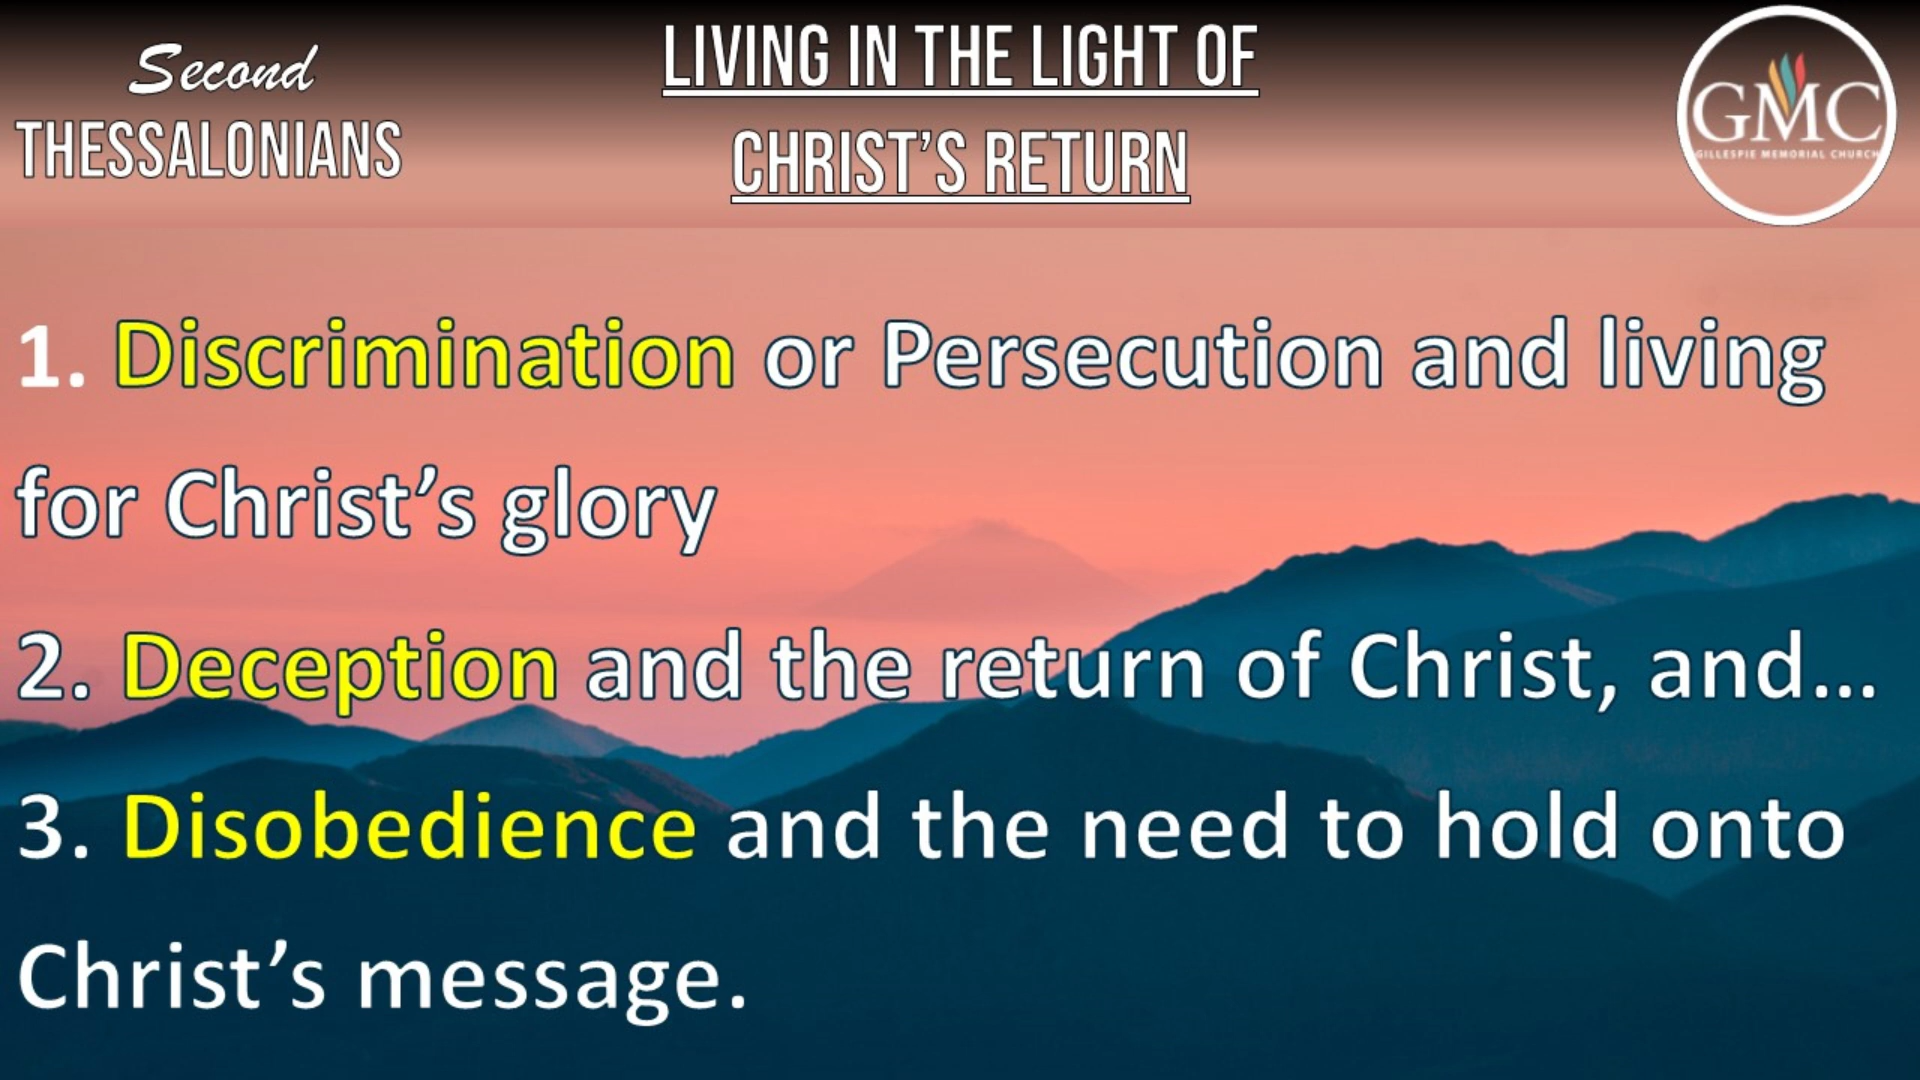 Second
THESSALONIANS
LIVING IN THE LIGHT OF
CHRIST’S RETURN
GMC
GILLESPIE MEMORIAL CHURCH
1. Discrimination or Persecution and living
for Christ’s glory
2. Deception and the return of Christ, and...
3. Disobedience and the need to hold onto
Christ’s message.